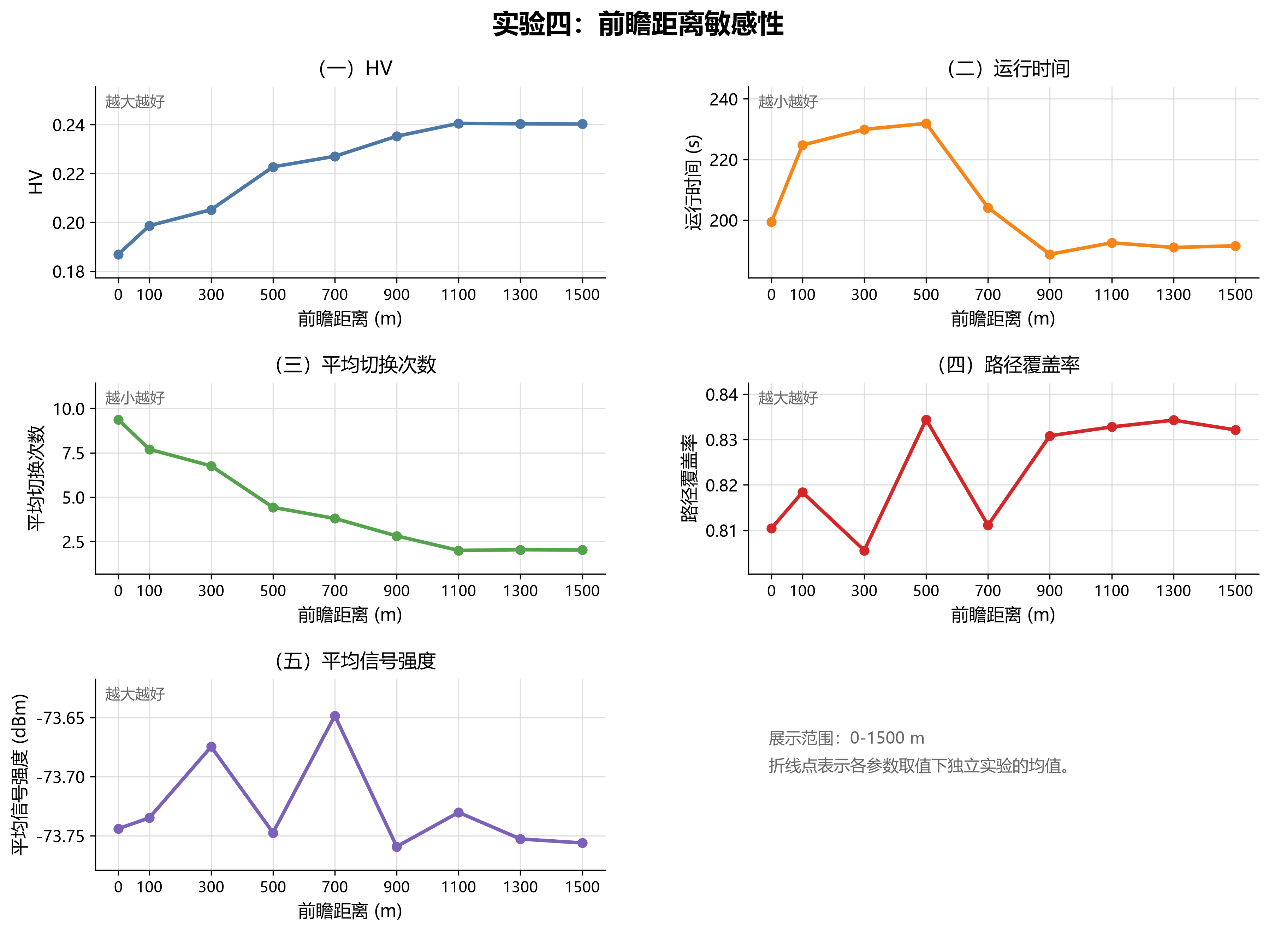 实验四：前瞻距离敏感性
（一）HV
越大越好
HV
0.24
0.22
0.20
0.18
0 100 300 500 700 900 1100 1300 1500
前瞻距离 (m)
（二）运行时间
越小越好
运行时间 (s)
240
220
200
0 100 300 500 700 900 1100 1300 1500
前瞻距离 (m)
（三）平均切换次数
越小越好
平均切换次数
10.0
7.5
5.0
2.5
0 100 300 500 700 900 1100 1300 1500
前瞻距离 (m)
（四）路径覆盖率
越大越好
路径覆盖率
0.84
0.83
0.82
0.81
0 100 300 500 700 900 1100 1300 1500
前瞻距离 (m)
（五）平均信号强度
越大越好
平均信号强度 (dBm)
-73.65
-73.70
-73.75
0 100 300 500 700 900 1100 1300 1500
前瞻距离 (m)
展示范围：0-1500 m
折线点表示各参数取值下独立实验的均值。